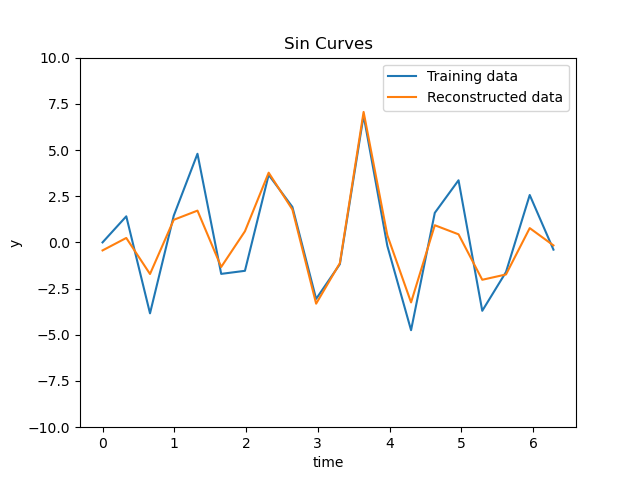 Sin Curves
Training data
Reconstructed data
10.0
7.5
5.0
2.5
0.0
−2.5
−5.0
−7.5
−10.0
y
0 1 2 3 4 5 6
time